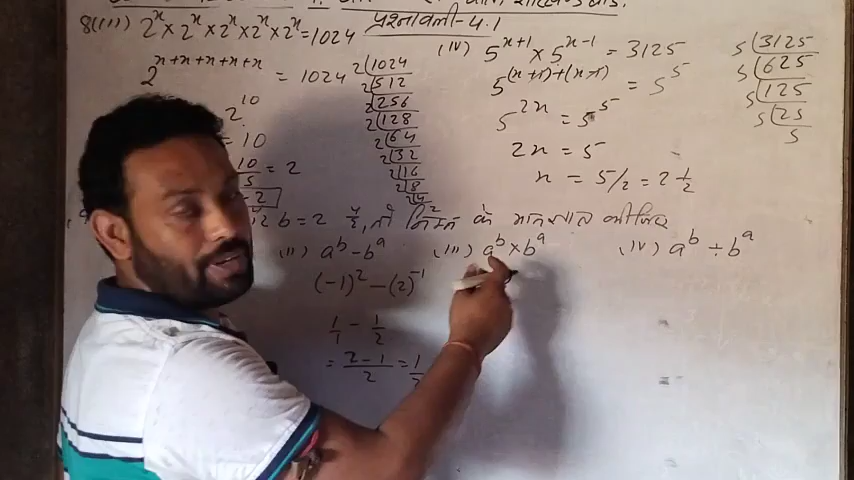 प्रश्नावली-4.1
8(iii) 2^x × 2^x × 2^x × 2^x × 2^x = 1024
2^{x+x+x+x+x} = 1024
2^{10}
= 10
10/5 = 2
2
2(1024
2(512
2(256
2(128
2(64
2(32
2(16
2(8
2(4
2
(iv) 5^{x+1} × 5^{x-1} = 3125
5^{(x+1)+(x-1)} = 5^5
5^{2x} = 5^5
2x = 5
x = 5/2 = 2 1/2
5(3125
5(625
5(125
5(25
5
b = 2 है, तो निम्न के मान ज्ञात कीजिए
(ii) a^b - b^a
(-1)^2 - (2)^{-1}
1/1 - 1/2
= 2-1/2 = 1/2
(iii) a^b × b^a
(iv) a^b ÷ b^a
=
=